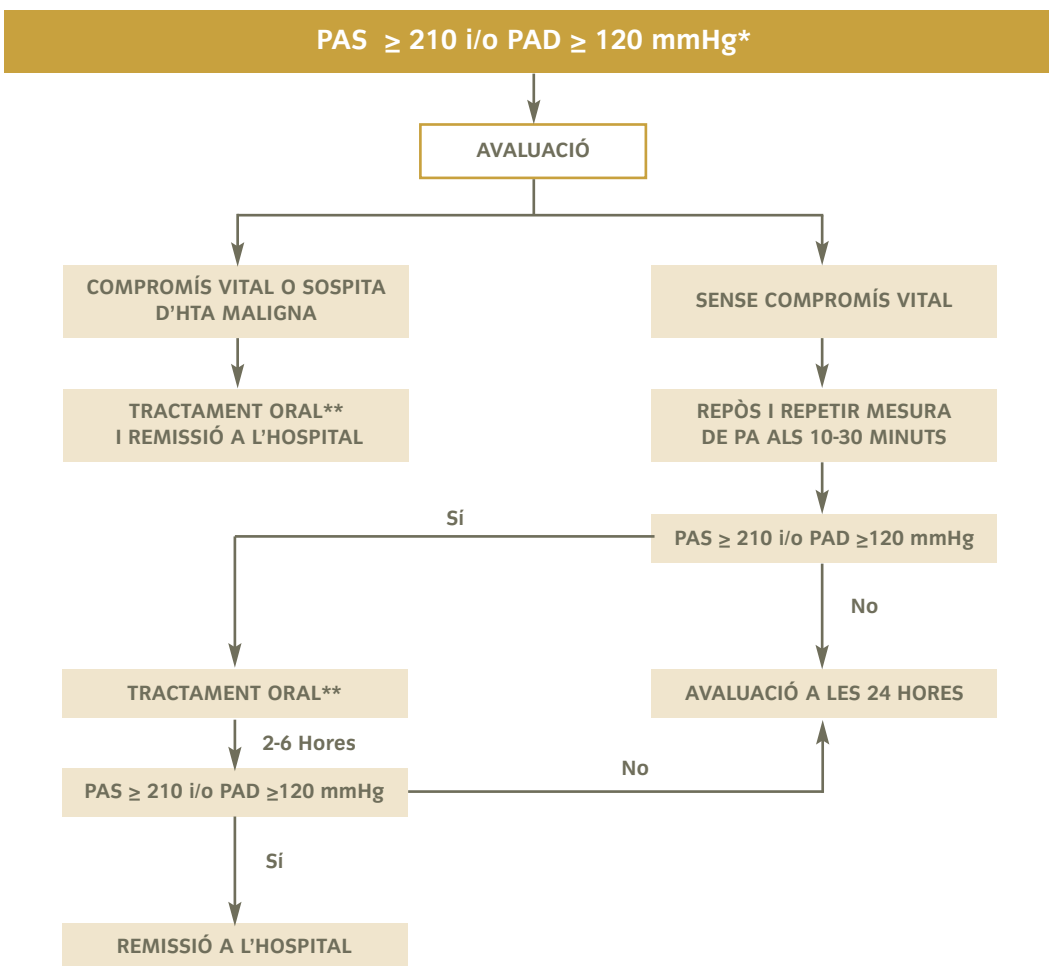 PAS ≥ 210 i/o PAD ≥ 120 mmHg*
AVALUACIÓ
COMPROMÍS VITAL O SOSPITA
D'HTA MALIGNA
SENSE COMPROMÍS VITAL
TRACTAMENT ORAL**
I REMISSIÓ A L'HOSPITAL
REPÒS I REPETIR MESURA
DE PA ALS 10-30 MINUTS
Sí
PAS ≥ 210 i/o PAD ≥120 mmHg
No
TRACTAMENT ORAL**
AVALUACIÓ A LES 24 HORES
2-6 Hores
No
PAS ≥ 210 i/o PAD ≥120 mmHg
Sí
REMISSIÓ A L'HOSPITAL